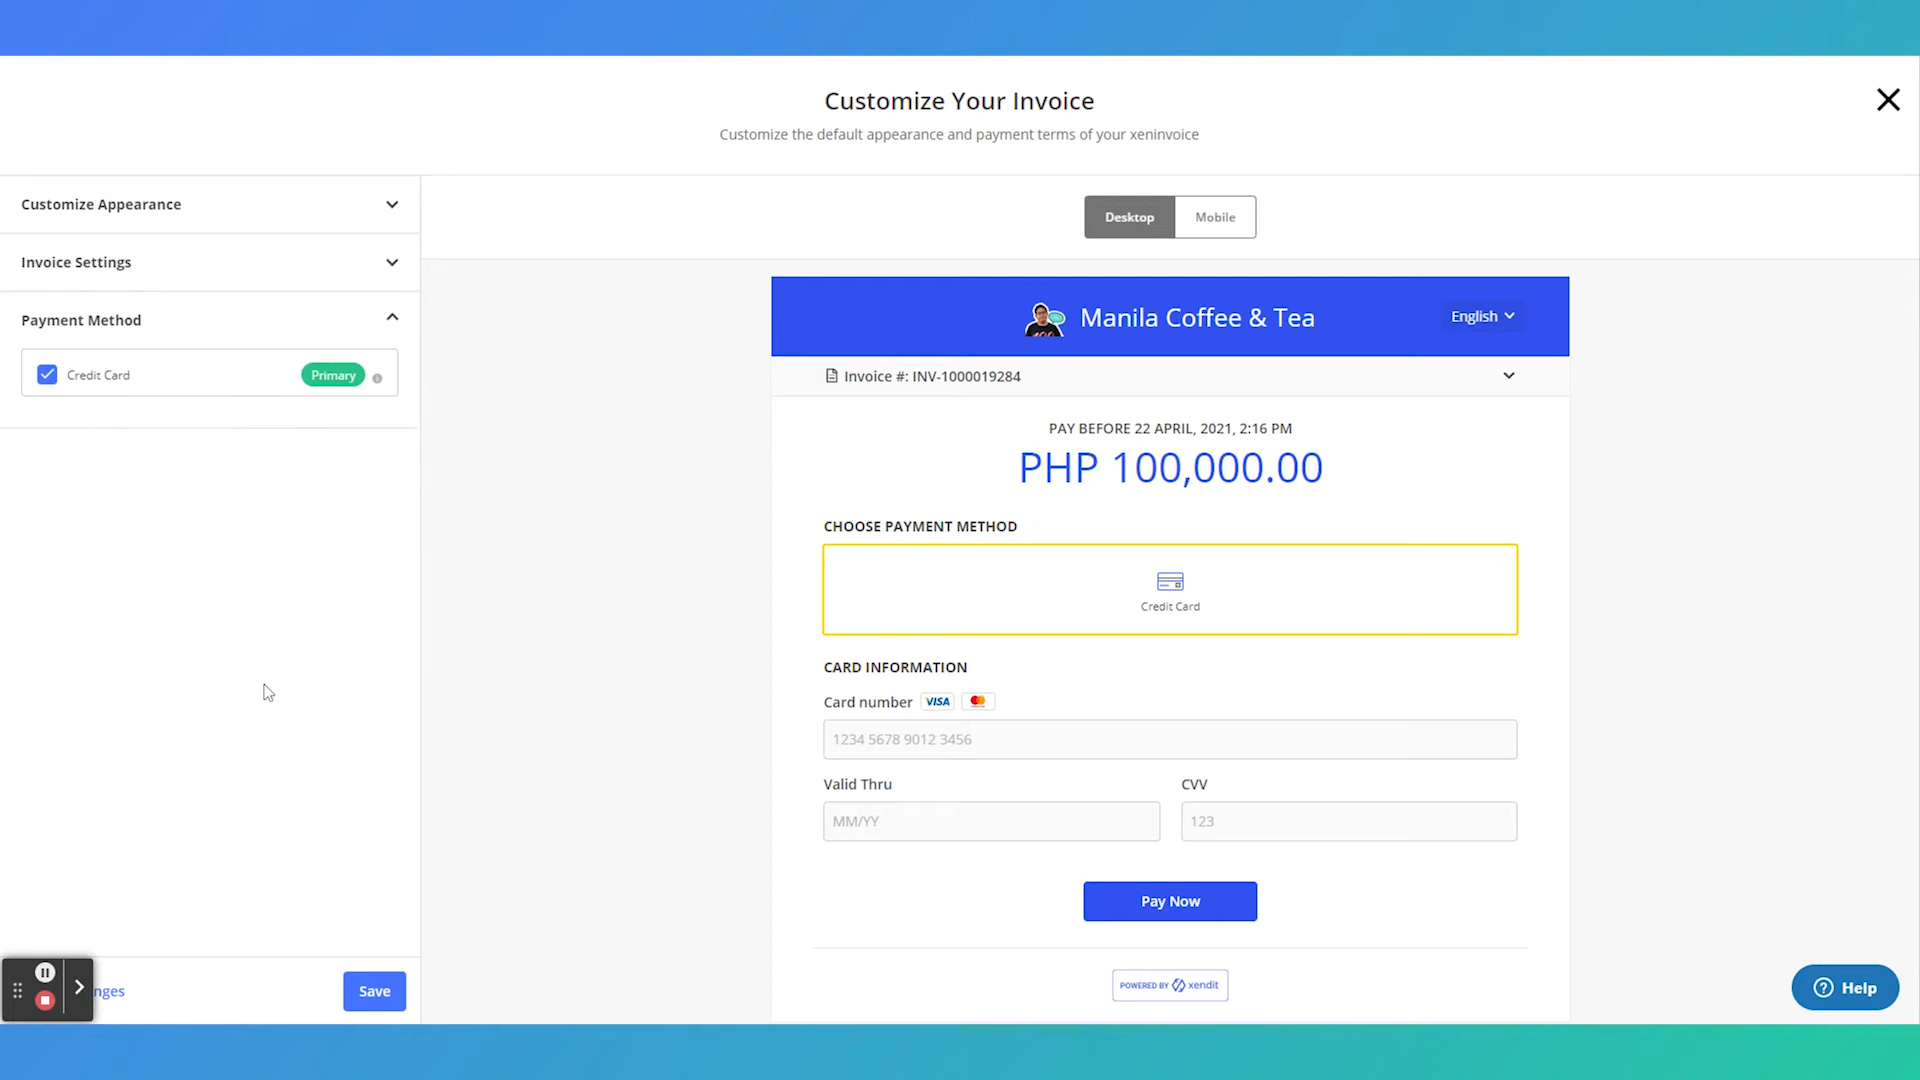 Customize Your Invoice
Customize the default appearance and payment terms of your xeninvoice
Customize Appearance
Invoice Settings
Payment Method
Credit Card
Primary
nges
Save
Desktop
Mobile
Manila Coffee & Tea
English
Invoice #: INV-1000019284
PAY BEFORE 22 APRIL, 2021, 2:16 PM
PHP 100,000.00
CHOOSE PAYMENT METHOD
Credit Card
CARD INFORMATION
Card number VISA
1234 5678 9012 3456
Valid Thru
CVV
MM/YY
123
Pay Now
POWERED BY xendit
Help